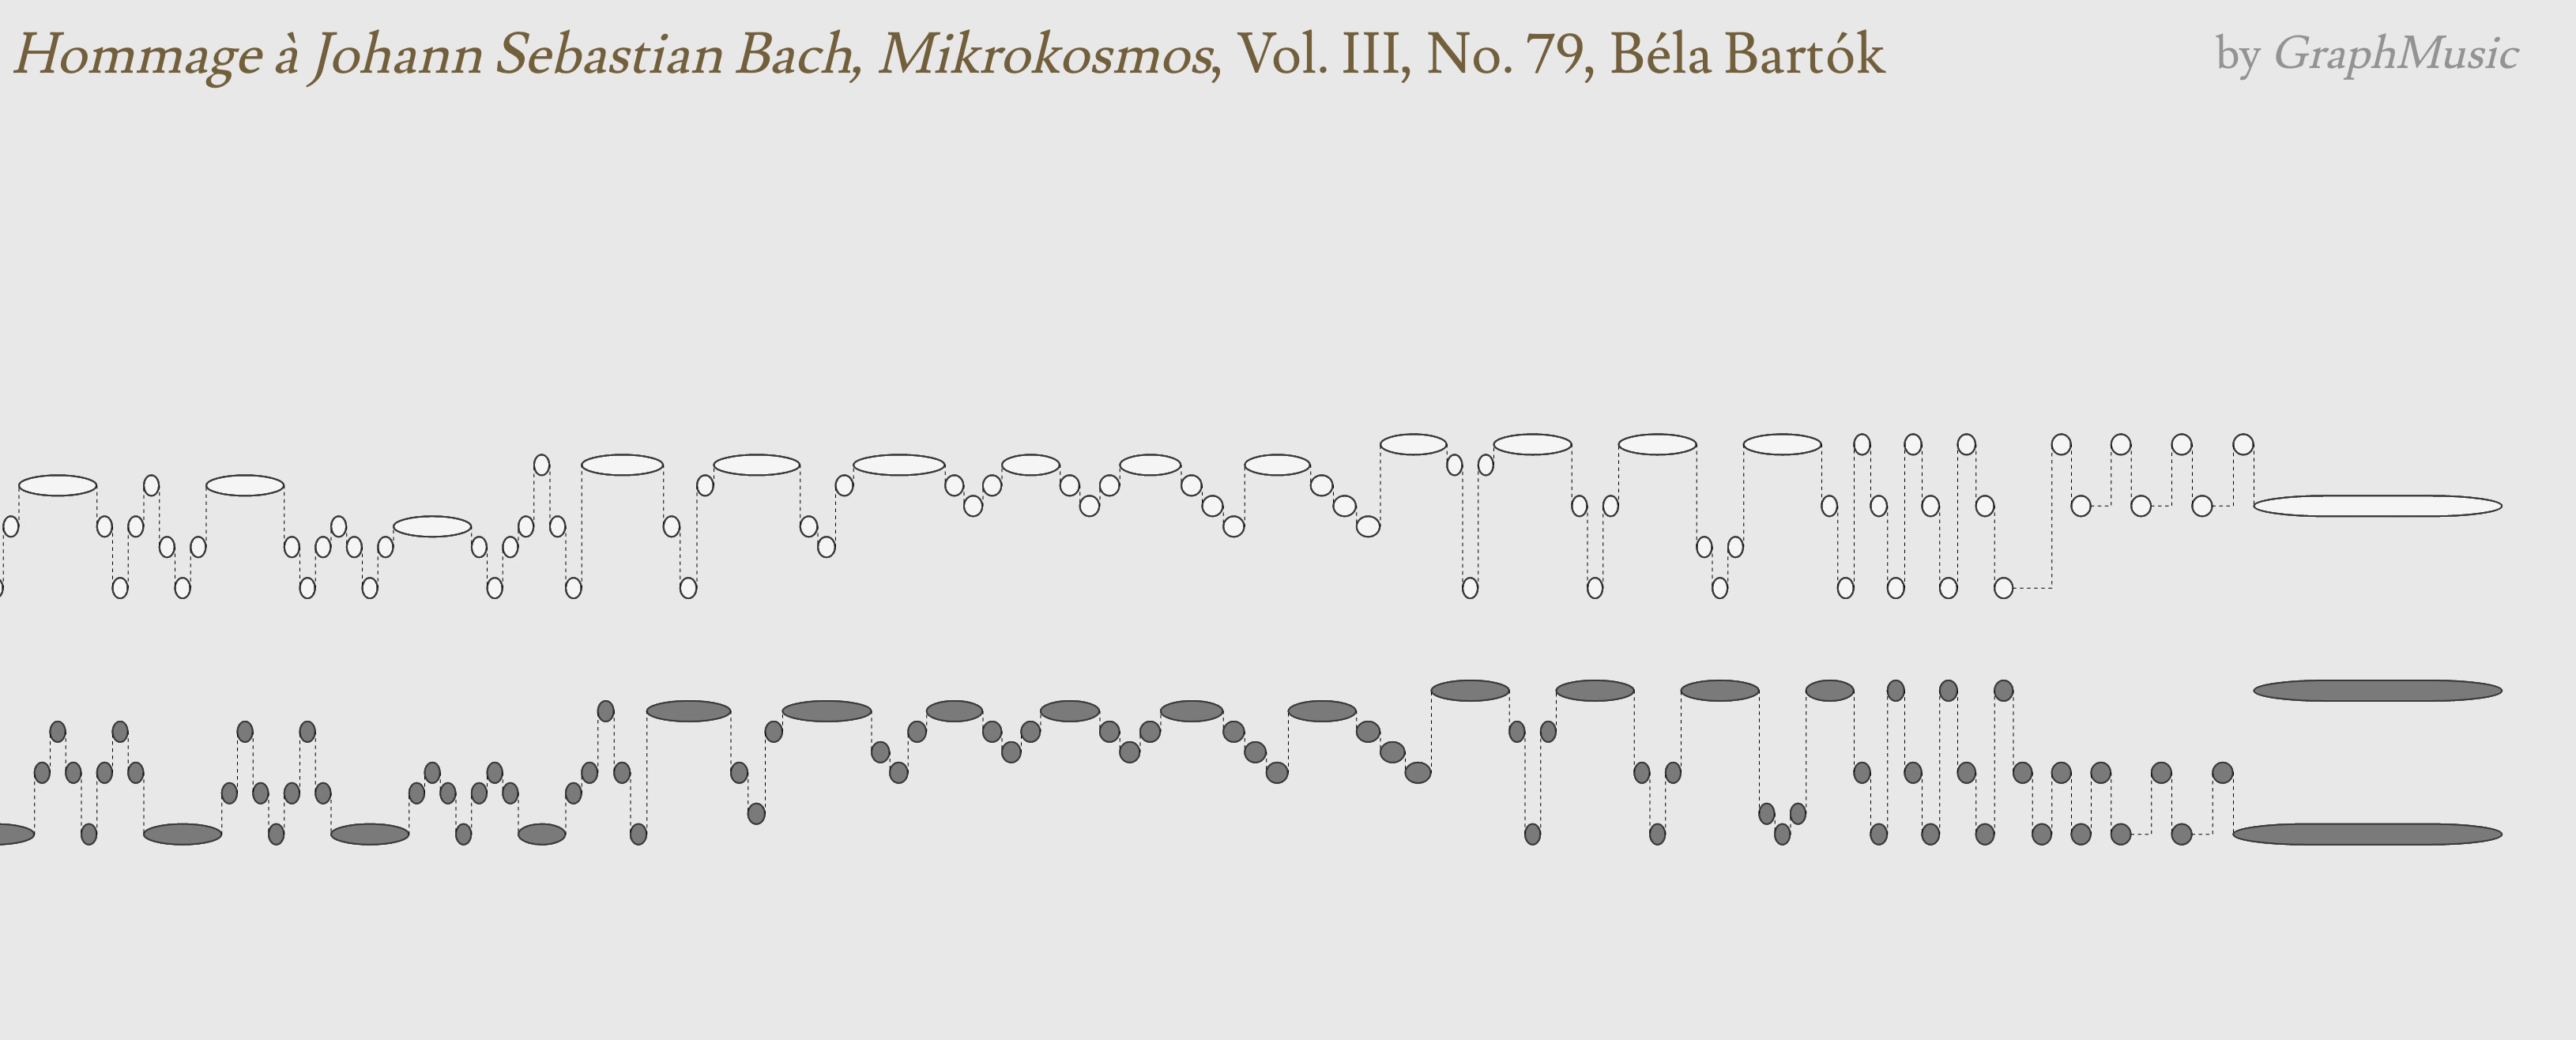 Hommage à Johann Sebastian Bach, Mikrokosmos, Vol. III, No. 79, Béla Bartók
by GraphMusic